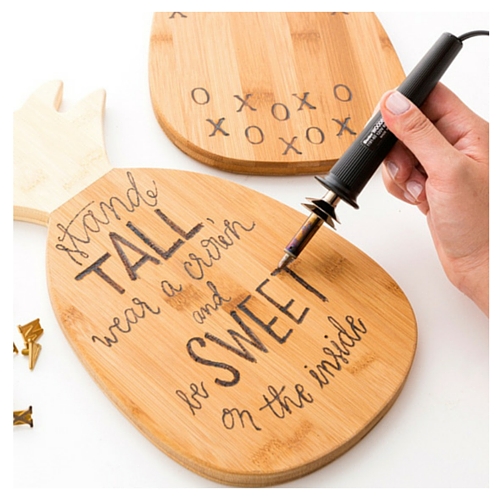 X
O X O X O
X O X O X
stand
TALL,
wear a crown
and
be SWEET
on the inside